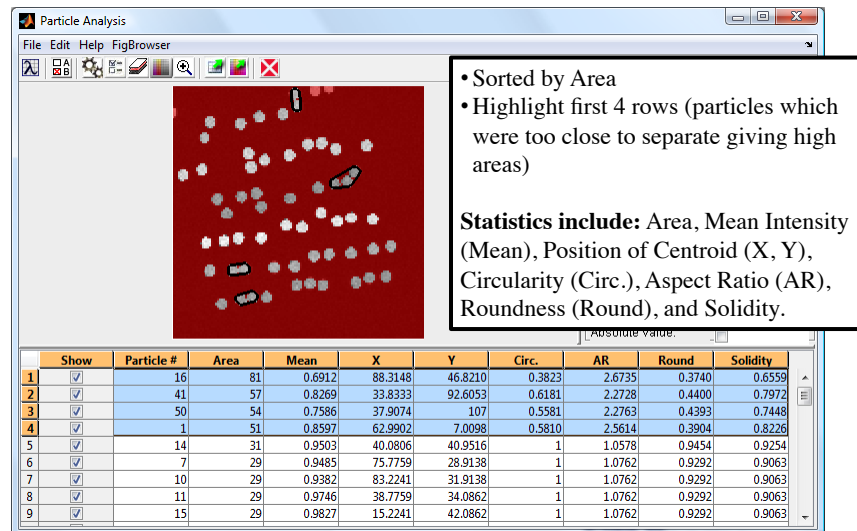 Particle Analysis
File Edit Help FigBrowser
• Sorted by Area
• Highlight first 4 rows (particles which
were too close to separate giving high
areas)
Statistics include: Area, Mean Intensity
(Mean), Position of Centroid (X, Y),
Circularity (Circ.), Aspect Ratio (AR),
Roundness (Round), and Solidity.
Absolute Value:
Show Particle # Area Mean X Y Circ. AR Round Solidity
1 16 81 0.6912 88.3148 46.8210 0.3823 2.6735 0.3740 0.6559
2 41 57 0.8269 33.8333 92.6053 0.6181 2.2728 0.4400 0.7972
3 50 54 0.7586 37.9074 107 0.5581 2.2763 0.4393 0.7448
4 1 51 0.8597 62.9902 7.0098 0.5810 2.5614 0.3904 0.8226
5 14 31 0.9503 40.0806 40.9516 1 1.0578 0.9454 0.9254
6 7 29 0.9485 75.7759 28.9138 1 1.0762 0.9292 0.9063
7 10 29 0.9382 83.2241 31.9138 1 1.0762 0.9292 0.9063
8 11 29 0.9746 38.7759 34.0862 1 1.0762 0.9292 0.9063
9 15 29 0.9827 15.2241 42.0862 1 1.0762 0.9292 0.9063